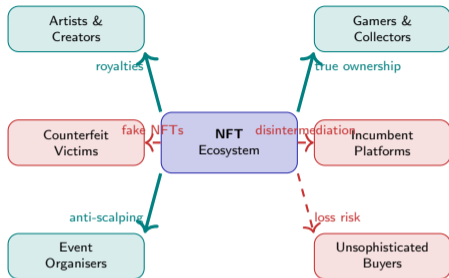 Artists &
Creators
Gamers &
Collectors
royalties
true ownership
Counterfeit
Victims
fake NFTs
NFT
Ecosystem
disintermediation
Incumbent
Platforms
anti-scalping
loss risk
Event
Organisers
Unsophisticated
Buyers